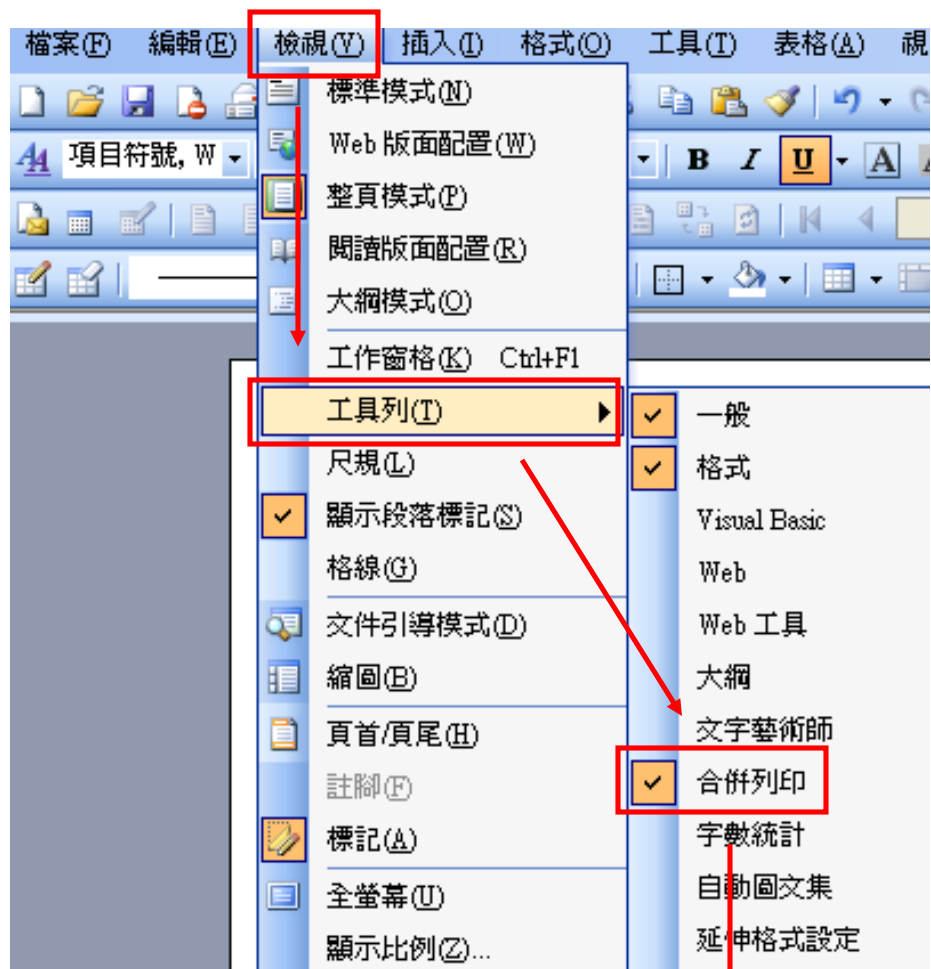 檔案(F) 編輯(E) 檢視(V) 插入(I) 格式(O) 工具(T) 表格(A) 視
項目符號, W
B I U A
標準模式(N)
Web 版面配置(W)
整頁模式(P)
閱讀版面配置(R)
大綱模式(O)
工作窗格(K) Ctrl+F1
工具列(T)
尺規(L)
顯示段落標記(S)
格線(G)
文件引導模式(D)
縮圖(B)
頁首/頁尾(H)
註腳(F)
標記(A)
全螢幕(U)
顯示比例(Z)...
一般
格式
Visual Basic
Web
Web 工具
大綱
文字藝術師
合併列印
字數統計
自動圖文集
延伸格式設定